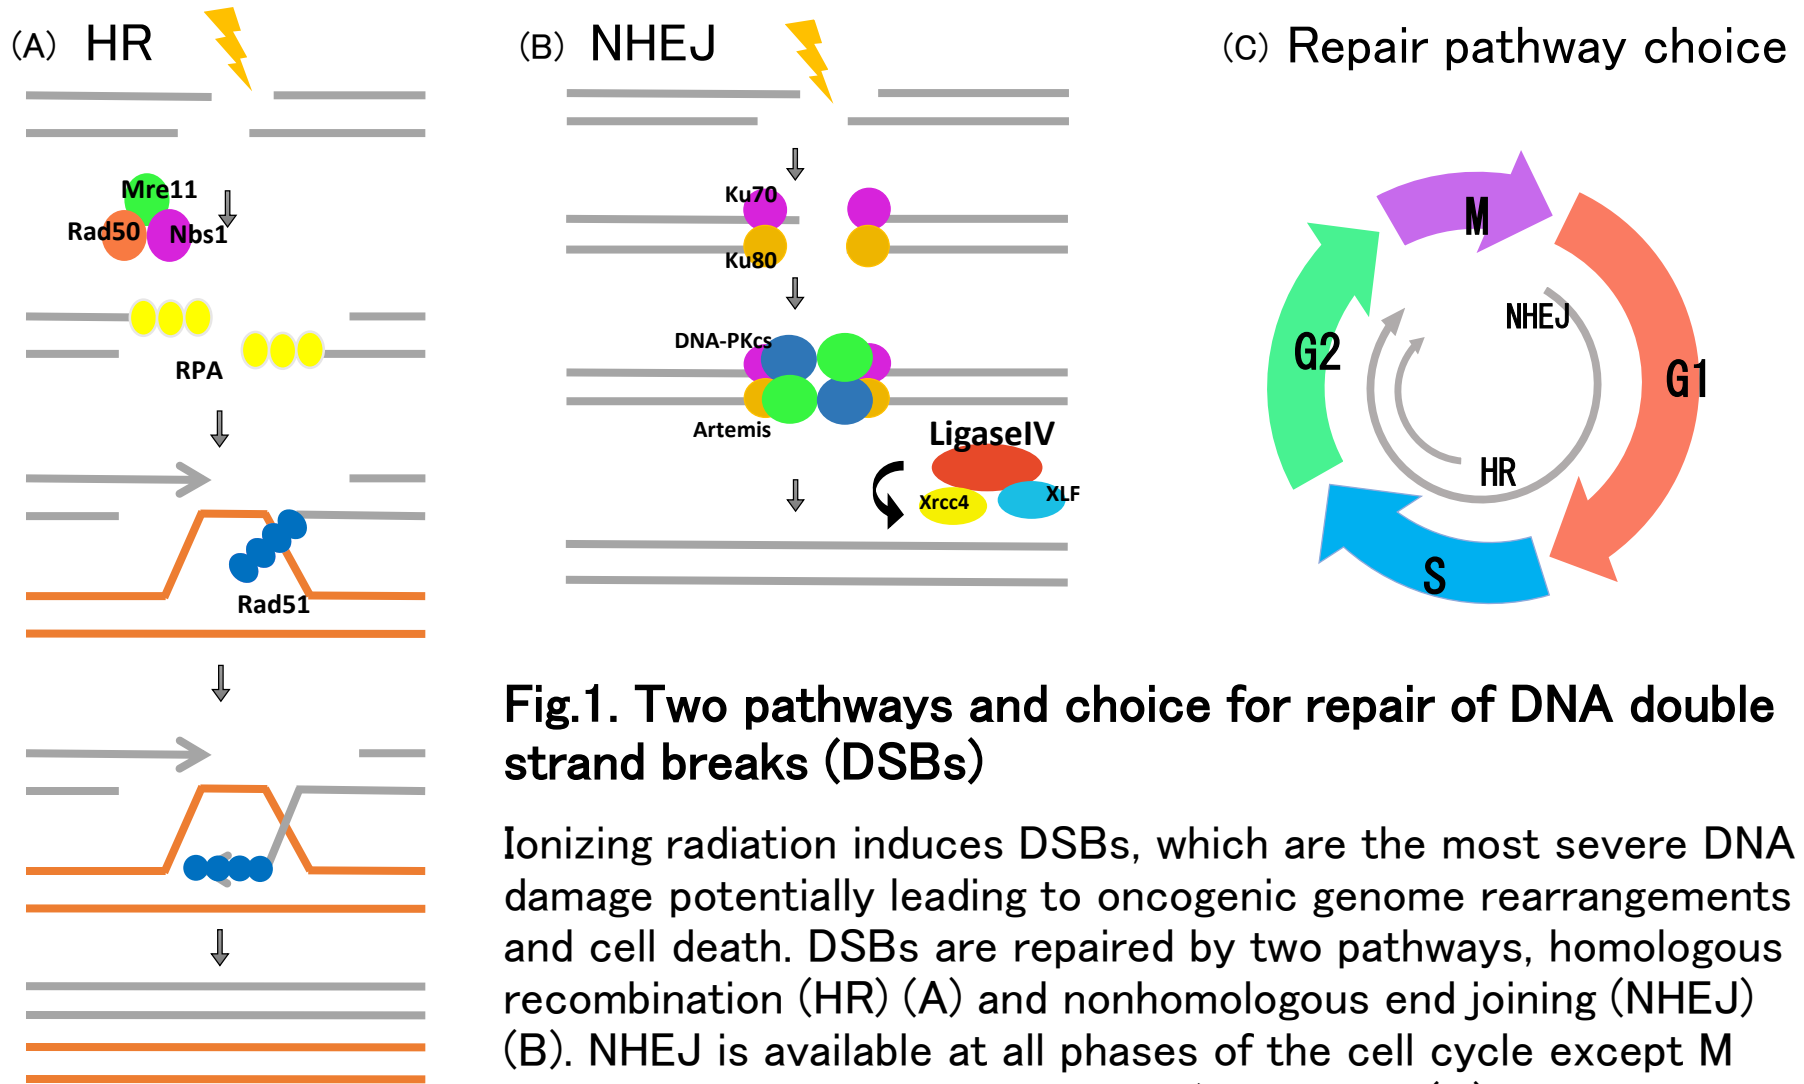 (A) HR
Mre11
Rad50
Nbs1
RPA
Rad51
(B) NHEJ
Ku70
Ku80
DNA-PKcs
Artemis
LigaseIV
Xrcc4
XLF
(C) Repair pathway choice
M
G1
S
G2
NHEJ
HR
Fig.1. Two pathways and choice for repair of DNA double
strand breaks (DSBs)
Ionizing radiation induces DSBs, which are the most severe DNA
damage potentially leading to oncogenic genome rearrangements
and cell death. DSBs are repaired by two pathways, homologous
recombination (HR) (A) and nonhomologous end joining (NHEJ)
(B). NHEJ is available at all phases of the cell cycle except M